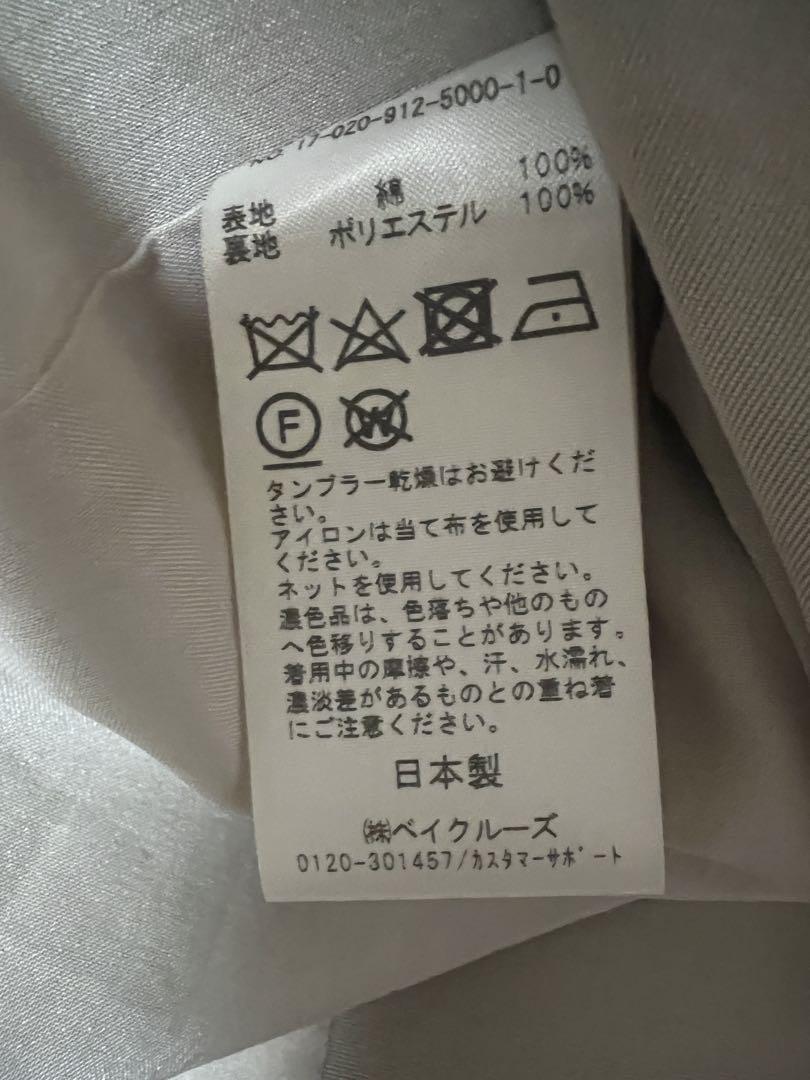 17-020-912-5000-1-0
表地 綿 100%
裏地 ポリエステル 100%
F W
タンブラー乾燥はお避けくだ
さい。
アイロンは当て布を使用して
ください。
ネットを使用してください。
濃色品は、色落ちや他のもの
へ色移りすることがあります。
着用中の摩擦や、汗、水濡れ、
濃淡差があるものとの重ね着
にご注意ください。
日本製
㈱ベイクルーズ
0120-301457/ｶｽﾀﾏｰｻﾎﾟｰﾄ